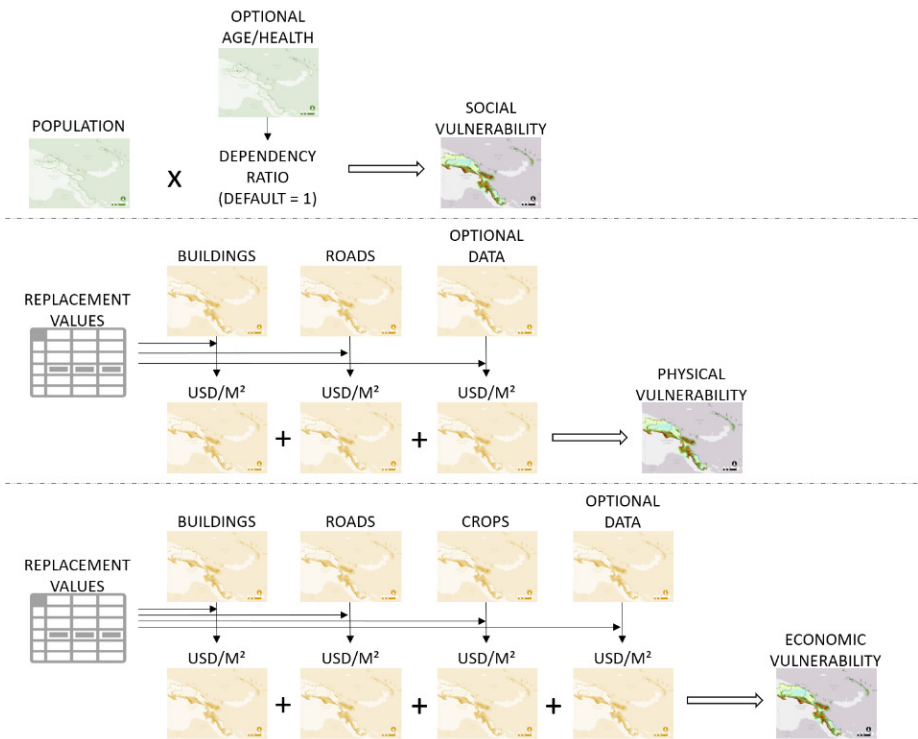 OPTIONAL
AGE/HEALTH
POPULATION
X
DEPENDENCY
RATIO
(DEFAULT = 1)
SOCIAL
VULNERABILITY
BUILDINGS
ROADS
OPTIONAL
DATA
REPLACEMENT
VALUES
USD/M²
+
USD/M²
+
USD/M²
PHYSICAL
VULNERABILITY
BUILDINGS
ROADS
CROPS
OPTIONAL
DATA
REPLACEMENT
VALUES
USD/M²
+
USD/M²
+
USD/M²
+
USD/M²
ECONOMIC
VULNERABILITY